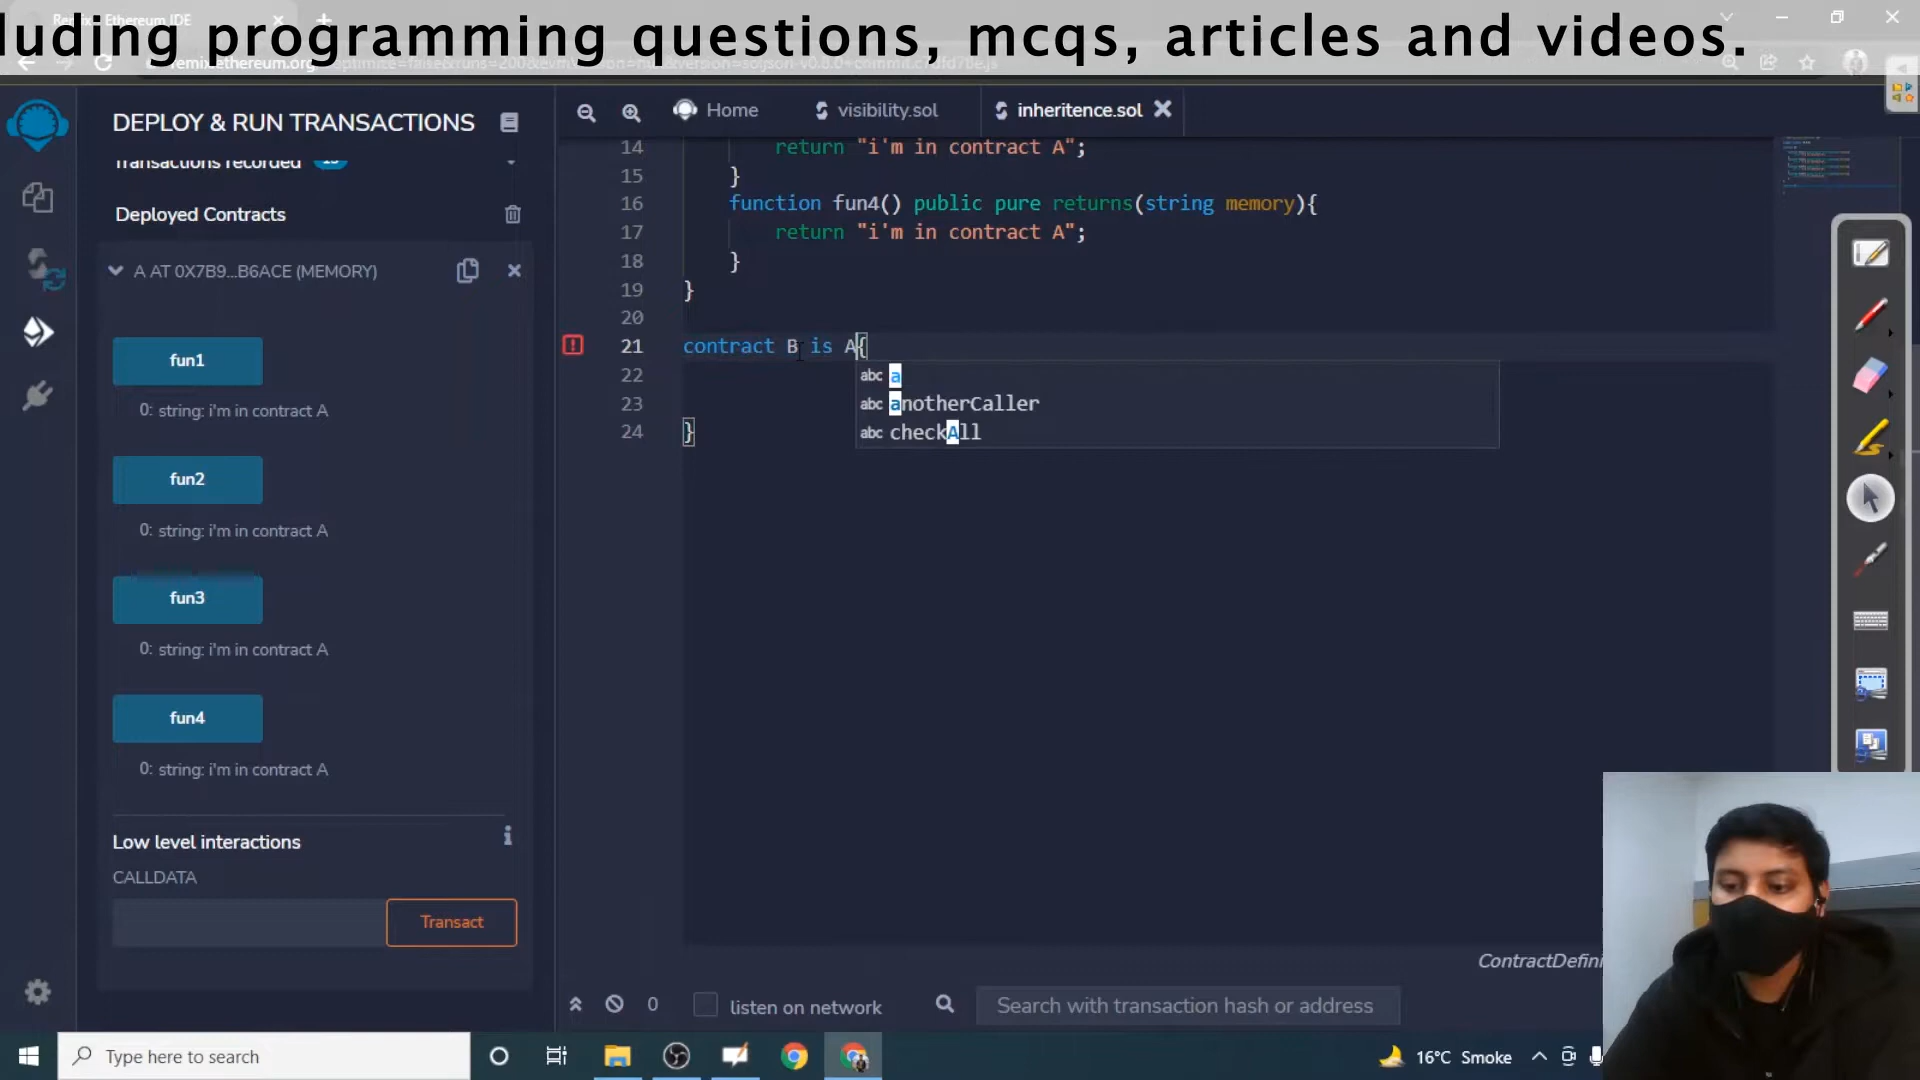 luding programming questions, mcqs, articles and videos.
DEPLOY & RUN TRANSACTIONS
Transactions recorded
Deployed Contracts
A AT 0X7B9...B6ACE (MEMORY)
fun1
0: string: i'm in contract A
fun2
0: string: i'm in contract A
fun3
0: string: i'm in contract A
fun4
0: string: i'm in contract A
Low level interactions
i
CALLDATA
Transact
Home
visibility.sol
inheritence.sol
14 return "i'm in contract A";
15 }
16 function fun4() public pure returns(string memory){
17 return "i'm in contract A";
18 }
19 }
20
21 contract B is A{
22
23
24 }
abc a
abc anotherCaller
abc checkAll
ContractDefini
0
listen on network
Search with transaction hash or address
Type here to search
16°C Smoke